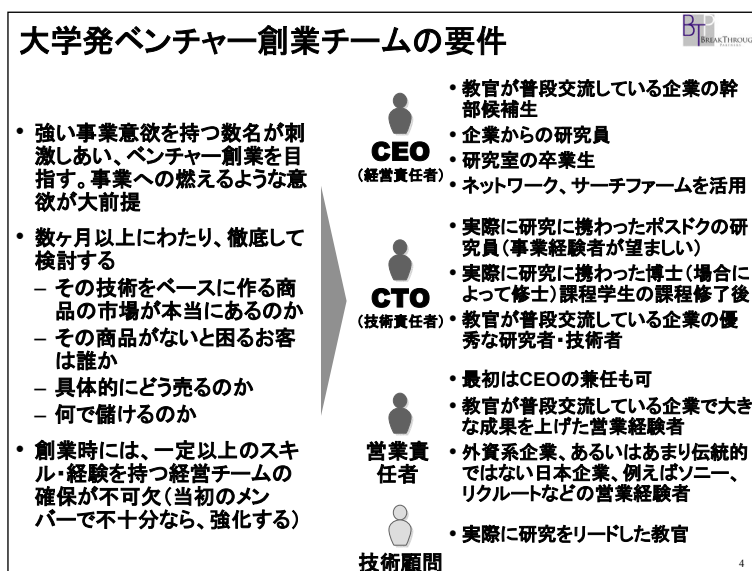 大学発ベンチャー創業チームの要件
BTP
BREAKTHROUG
• 強い事業意欲を持つ数名が刺
激しあい、ベンチャー創業を目
指す。事業への燃えるような意
欲が大前提
• 数ヶ月以上にわたり、徹底して
検討する
– その技術をベースに作る商
品の市場が本当にあるのか
– その商品がないと困るお客
は誰か
– 具体的にどう売るのか
– 何で儲けるのか
• 創業時には、一定以上のスキ
ル・経験を持つ経営チームの
確保が不可欠(当初のメン
バーで不十分なら、強化する)
CEO
(経営責任者)
• 教官が普段交流している企業の幹
部候補生
• 企業からの研究員
• 研究室の卒業生
• ネットワーク、サーチファームを活用
CTO
(技術責任者)
• 実際に研究に携わったポスドクの研
究員(事業経験者が望ましい)
• 実際に研究に携わった博士(場合に
よって修士)課程学生の課程修了後
• 教官が普段交流している企業の優
秀な研究者・技術者
営業責
任者
• 最初はCEOの兼任も可
• 教官が普段交流している企業で大き
な成果を上げた営業経験者
• 外資系企業、あるいはあまり伝統的
ではない日本企業、例えばソニー、
リクルートなどの営業経験者
技術顧問
• 実際に研究をリードした教官
4